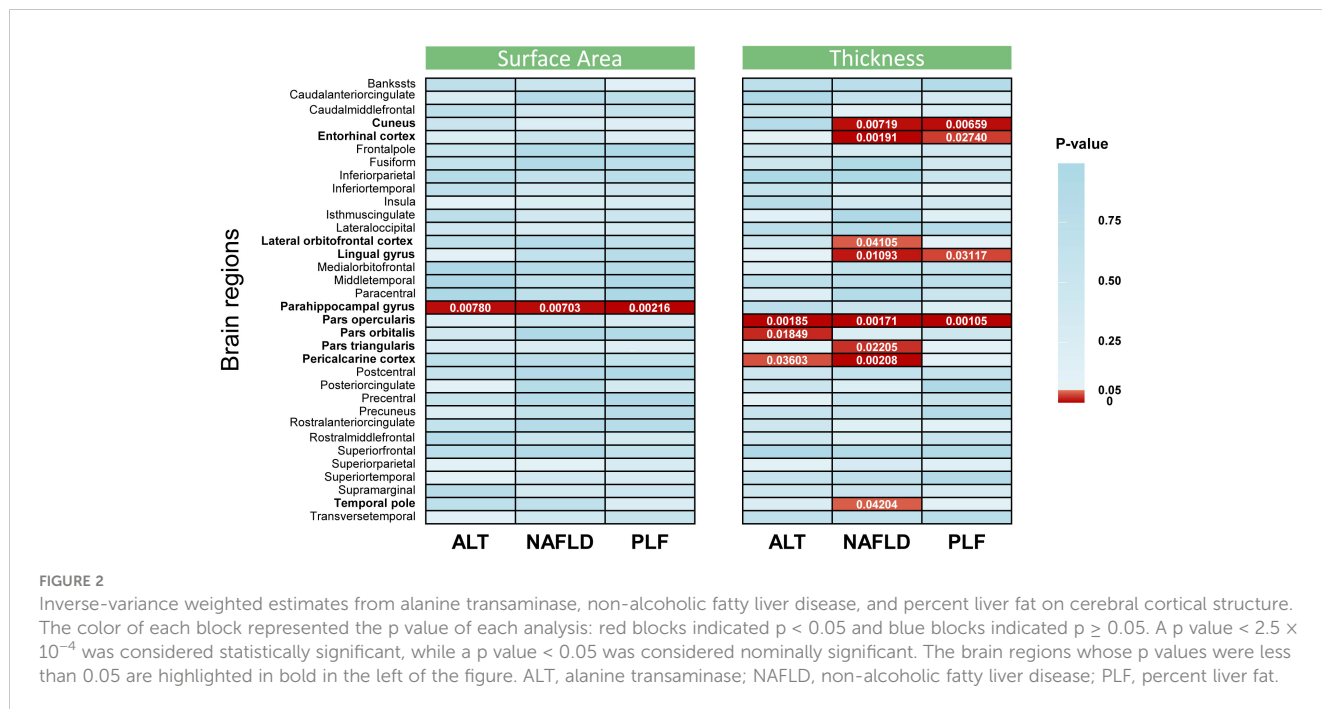 Surface Area
Thickness
Brain regions
Bankssts
Caudalanteriorcingulate
Caudalmiddlefrontal
Cuneus 0.00719 0.00659
Entorhinal cortex 0.00191 0.02740
Frontalpole
Fusiform
Inferiorparietal
Inferiortemporal
Insula
Isthmuscingulate
Lateraloccipital
Lateral orbitofrontal cortex 0.04105
Lingual gyrus 0.01093 0.03117
Medialorbitofrontal
Middletemporal
Paracentral
Parahippocampal gyrus 0.00780 0.00703 0.00216
Pars opercularis 0.00185 0.00171 0.00105
Pars orbitalis 0.01849
Pars triangularis 0.02205
Pericalcarine cortex 0.03603 0.00208
Postcentral
Posteriorcingulate
Precentral
Precuneus
Rostralanteriorcingulate
Rostralmiddlefrontal
Superiorfrontal
Superiorparietal
Superiortemporal
Supramarginal
Temporal pole 0.04204
Transversetemporal
ALT NAFLD PLF
ALT NAFLD PLF
P-value
0.75
0.50
0.25
0.05
0
FIGURE 2
Inverse-variance weighted estimates from alanine transaminase, non-alcoholic fatty liver disease, and percent liver fat on cerebral cortical structure.
The color of each block represented the p value of each analysis: red blocks indicated p < 0.05 and blue blocks indicated p ≥ 0.05. A p value < 2.5 ×
10⁻⁴ was considered statistically significant, while a p value < 0.05 was considered nominally significant. The brain regions whose p values were less
than 0.05 are highlighted in bold in the left of the figure. ALT, alanine transaminase; NAFLD, non-alcoholic fatty liver disease; PLF, percent liver fat.